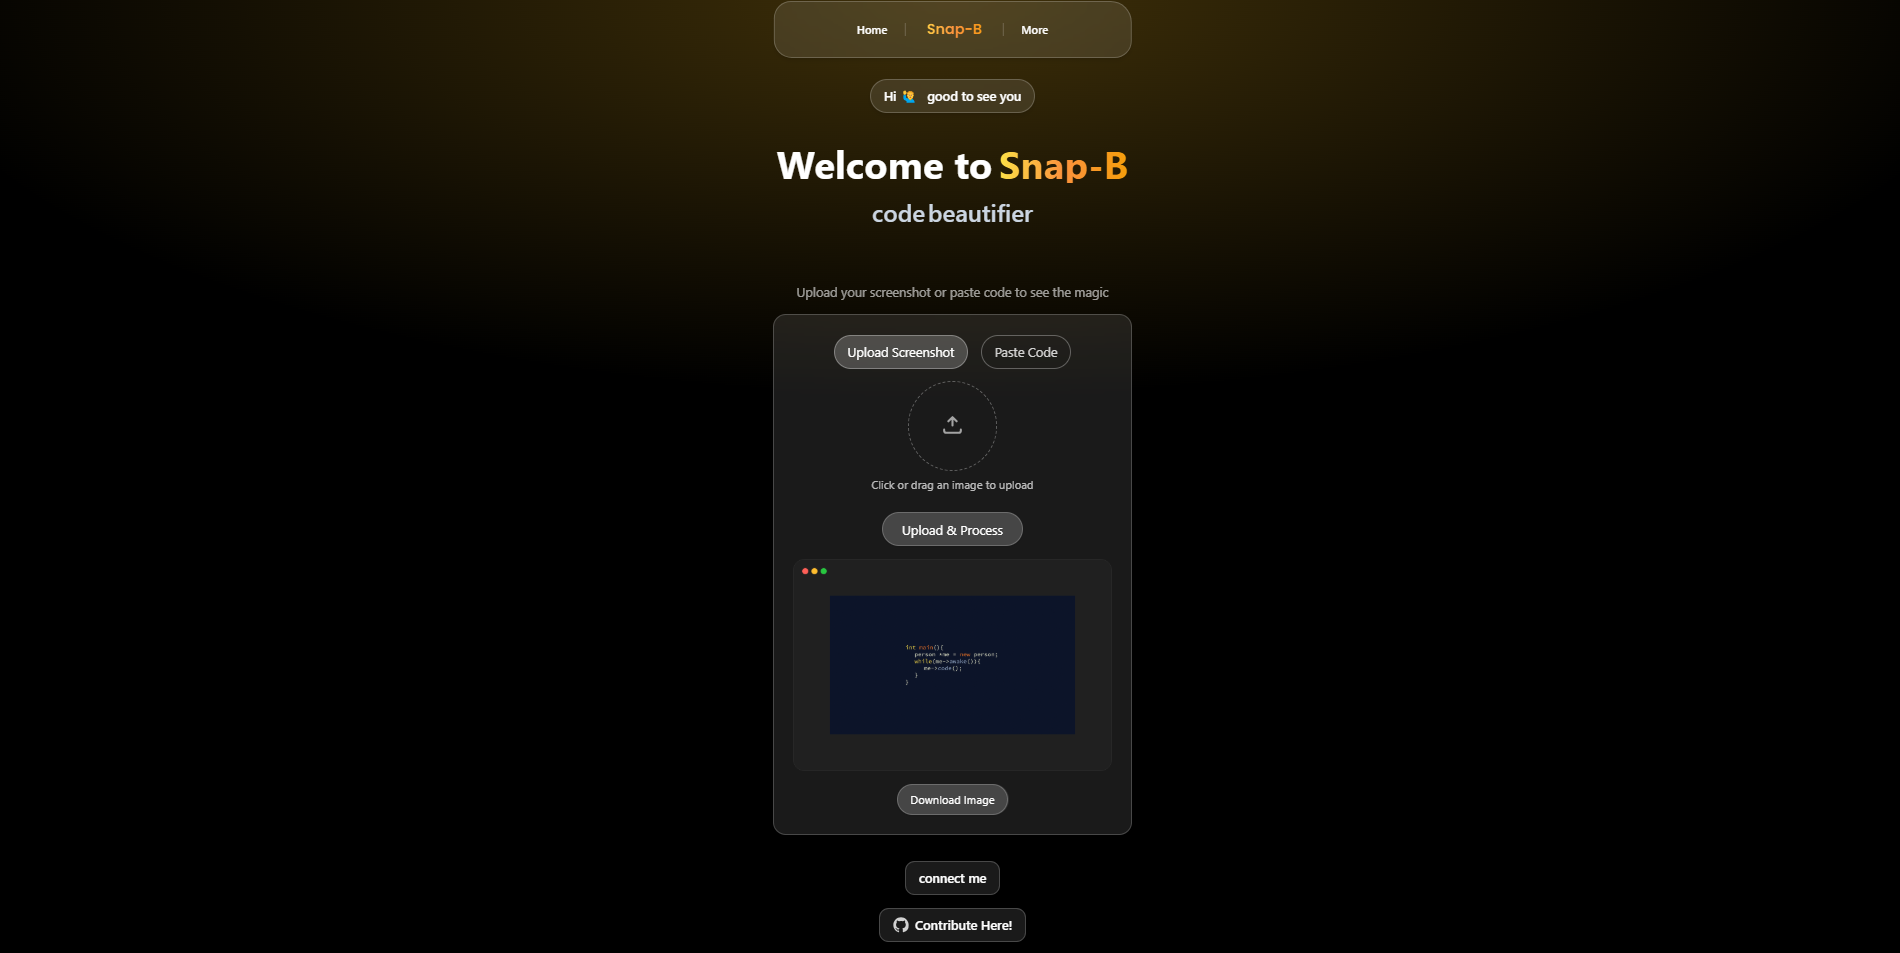 Home | Snap-B | More
Hi 🙋‍♂️ good to see you
Welcome to Snap-B
code beautifier
Upload your screenshot or paste code to see the magic
Upload Screenshot Paste Code
Click or drag an image to upload
Upload & Process
int main(){
person *me = new person;
while(me->awake()){
me->code();
}
}
Download Image
connect me
Contribute Here!